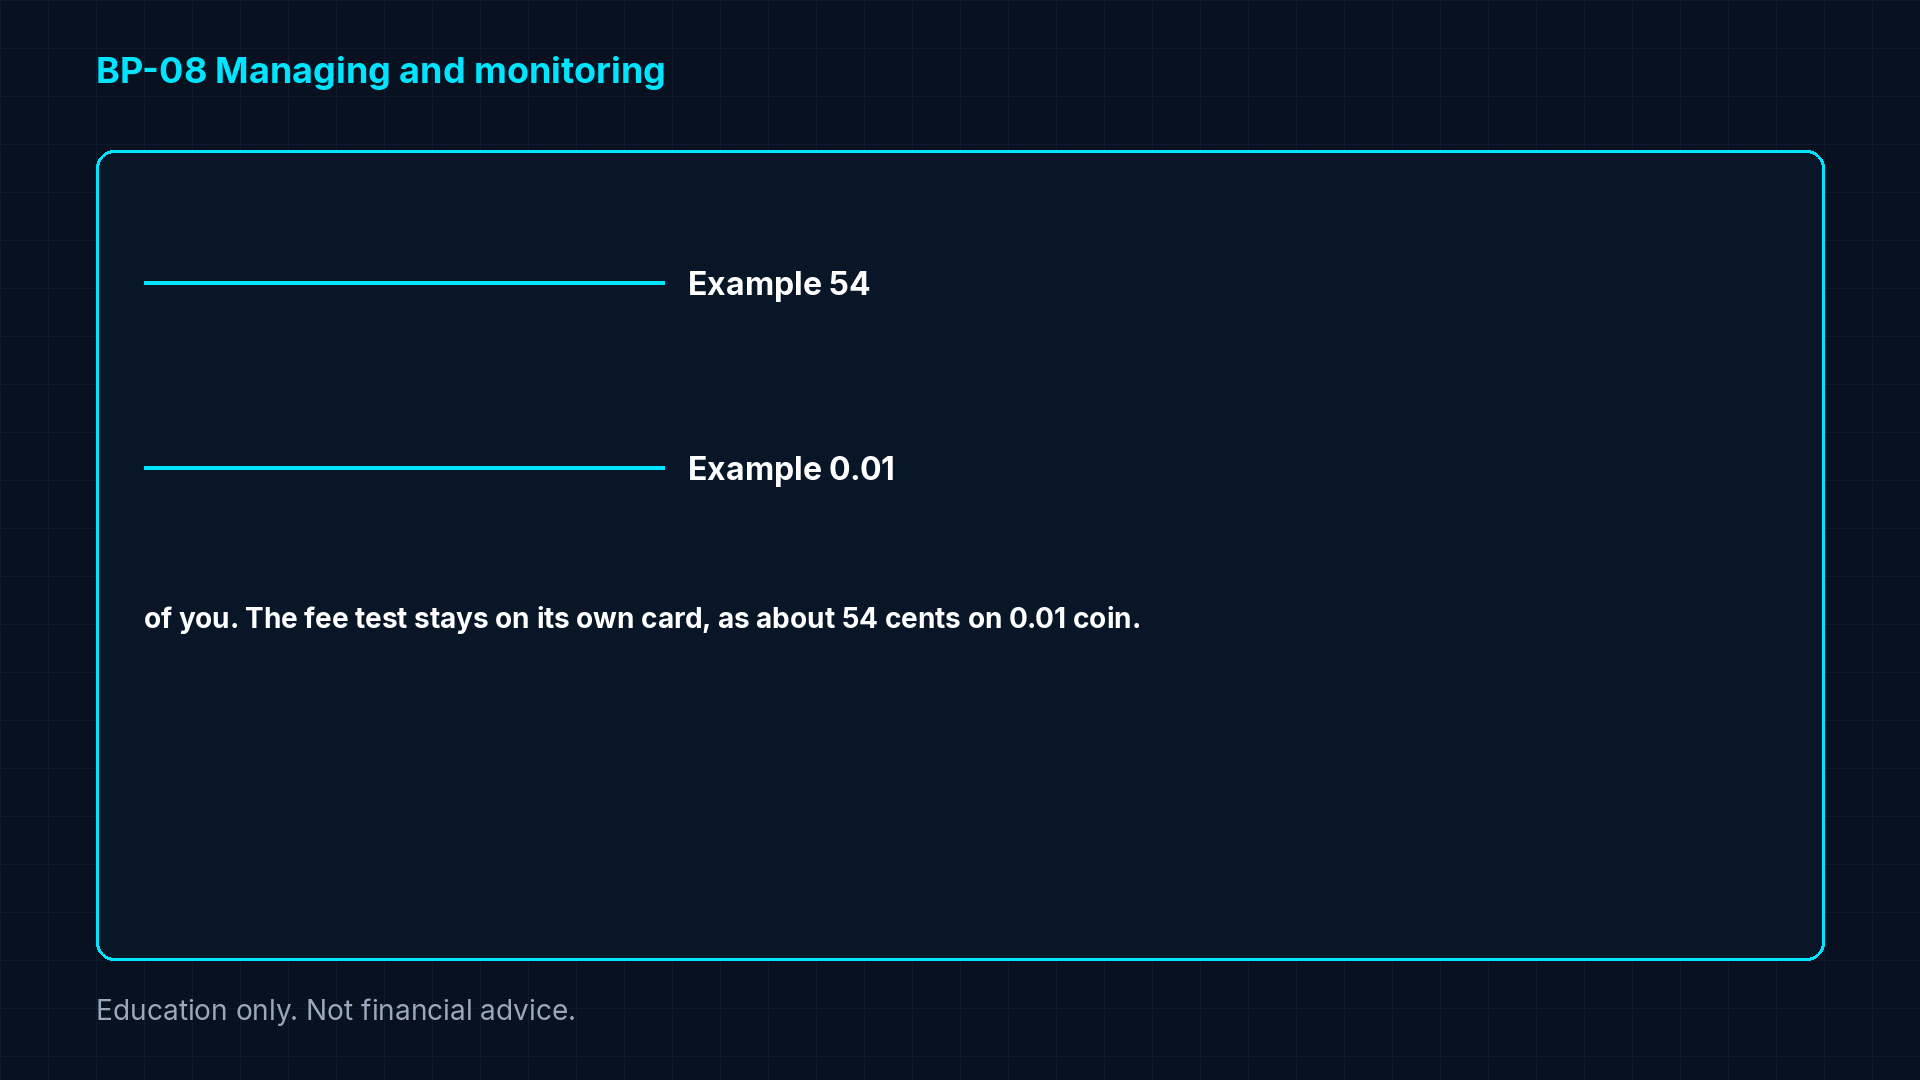 BP-08 Managing and monitoring
Example 54
Example 0.01
of you. The fee test stays on its own card, as about 54 cents on 0.01 coin.
Education only. Not financial advice.